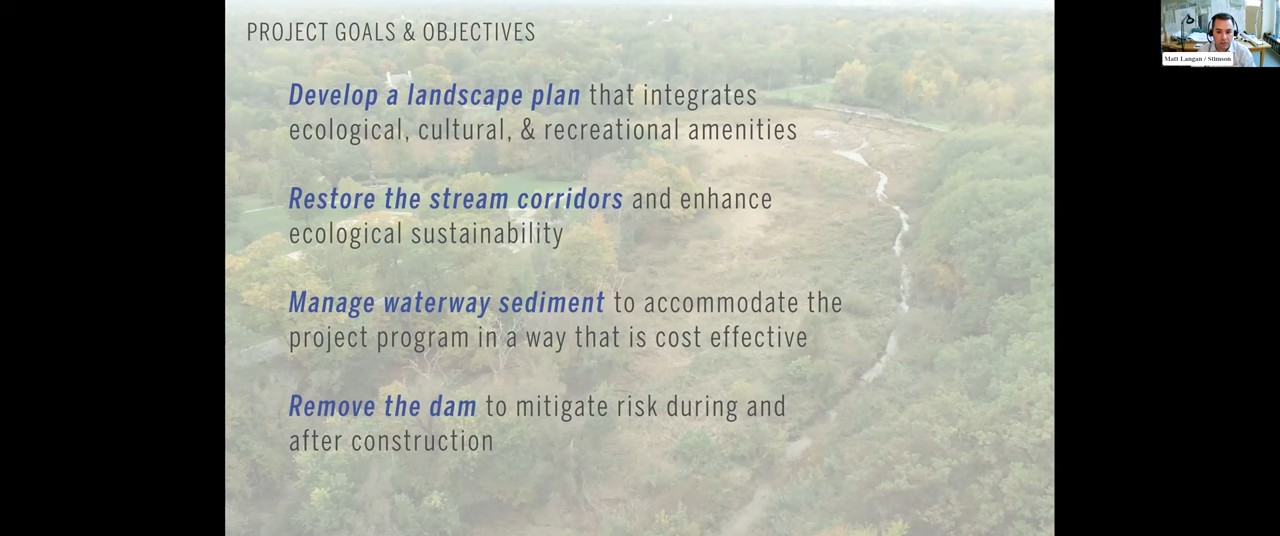 PROJECT GOALS & OBJECTIVES
Develop a landscape plan that integrates
ecological, cultural, & recreational amenities
Restore the stream corridors and enhance
ecological sustainability
Manage waterway sediment to accommodate the
project program in a way that is cost effective
Remove the dam to mitigate risk during and
after construction
Matt Langan / Stimson